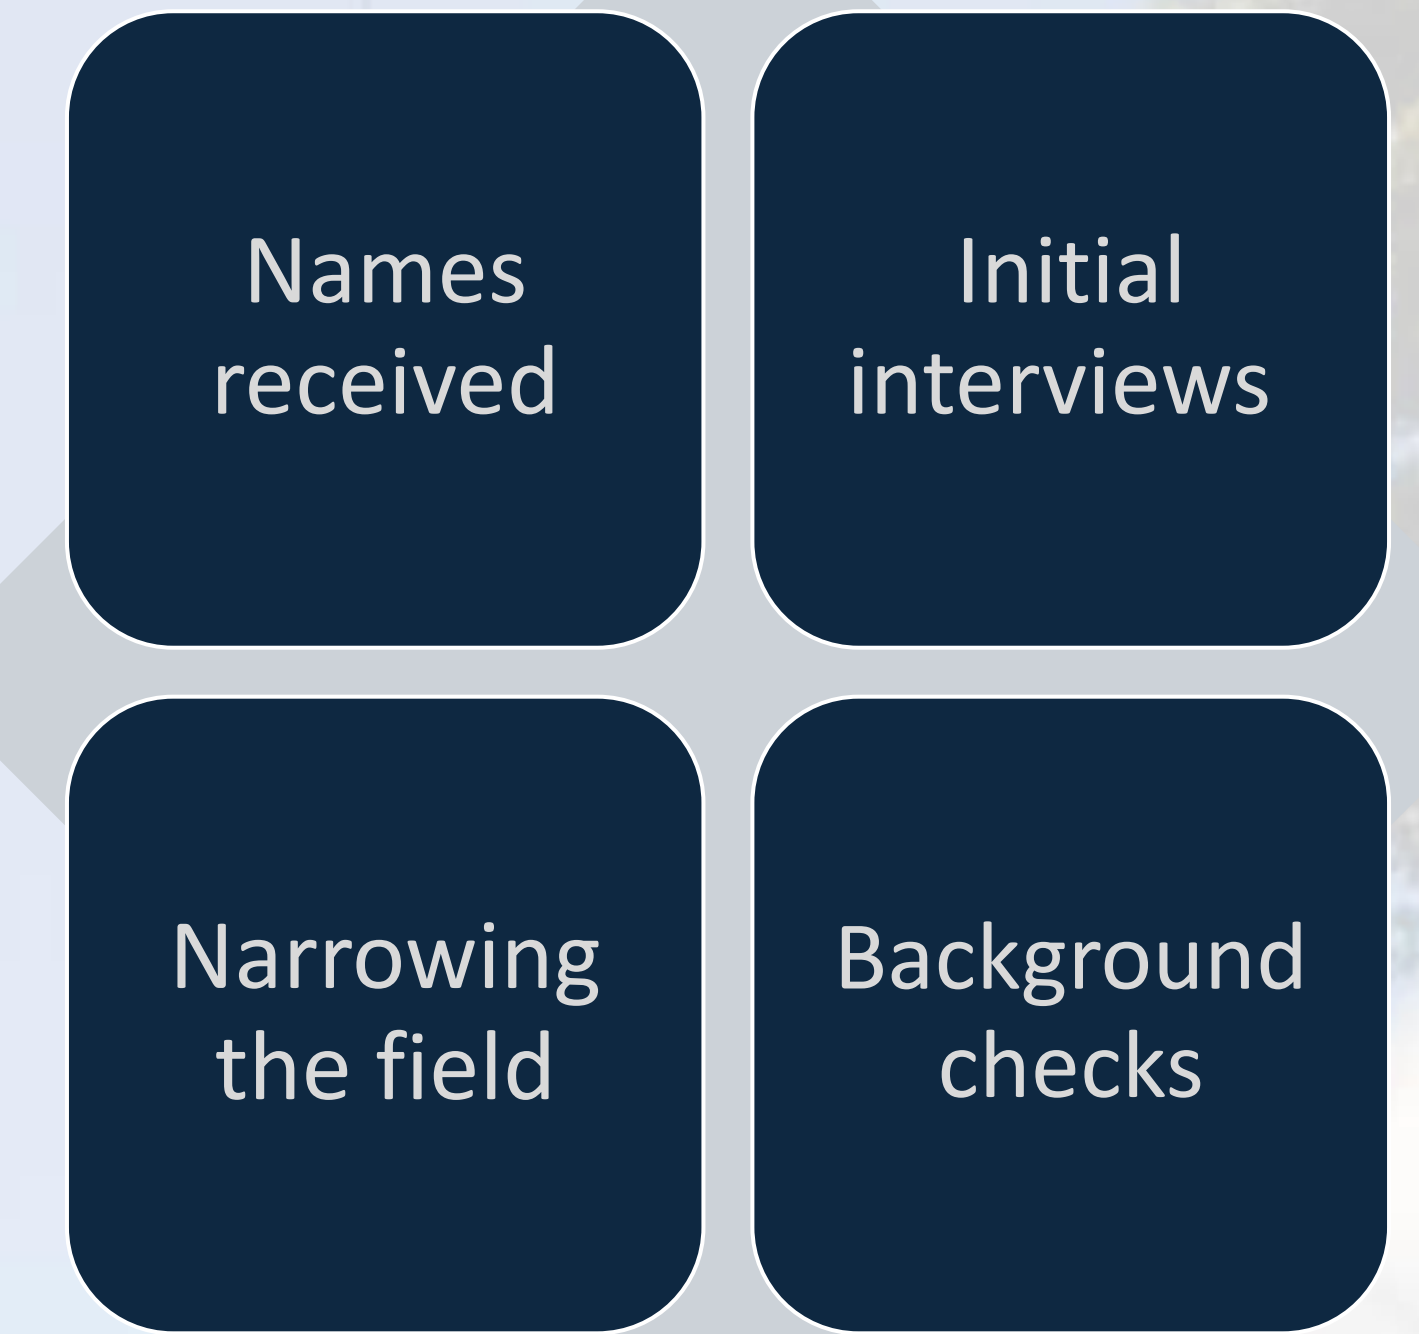 Names
received
Initial
interviews
Narrowing
the field
Background
checks